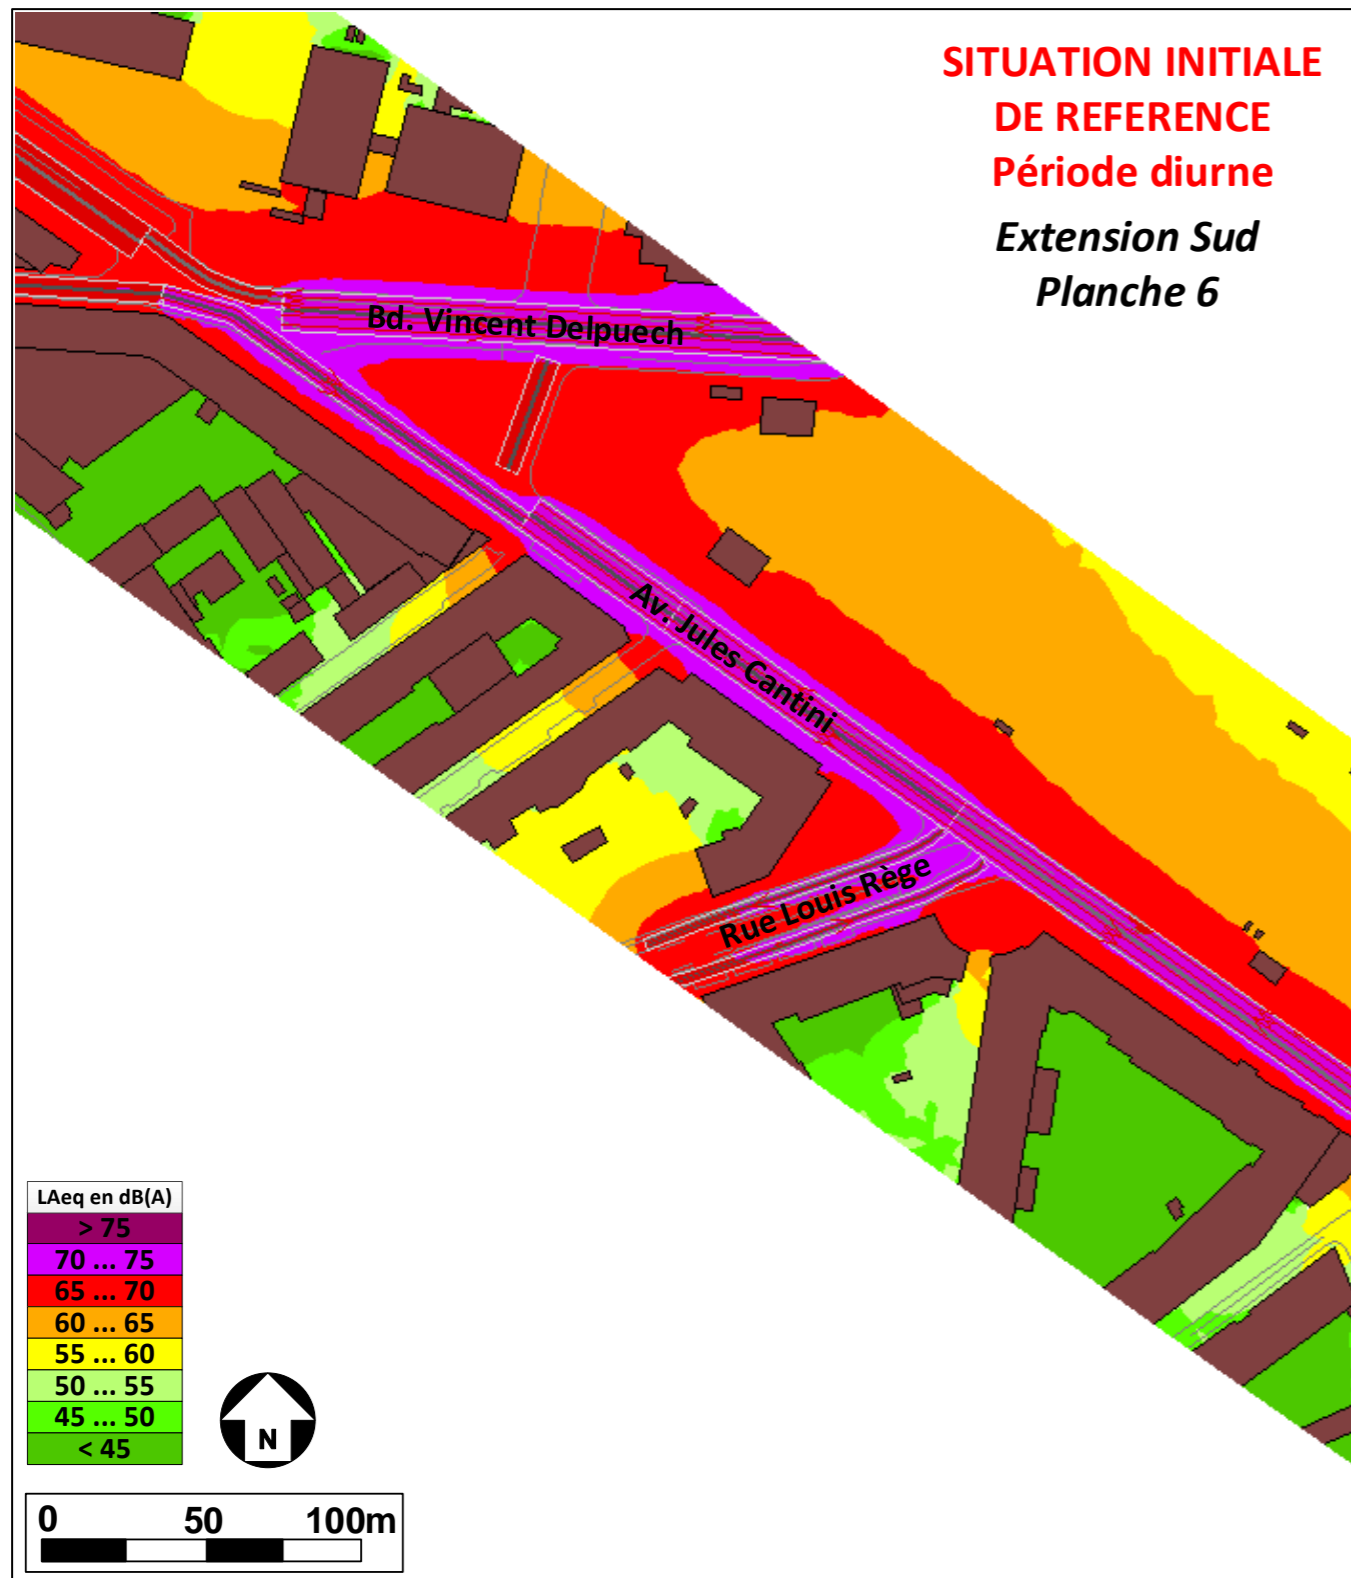 SITUATION INITIALE
DE REFERENCE
Période diurne
Extension Sud
Planche 6
Bd. Vincent Delpuech
Av. Jules Cantini
Rue Louis Rège
LAeq en dB(A)
> 75
70 ... 75
65 ... 70
60 ... 65
55 ... 60
50 ... 55
45 ... 50
< 45
N
0 50 100m